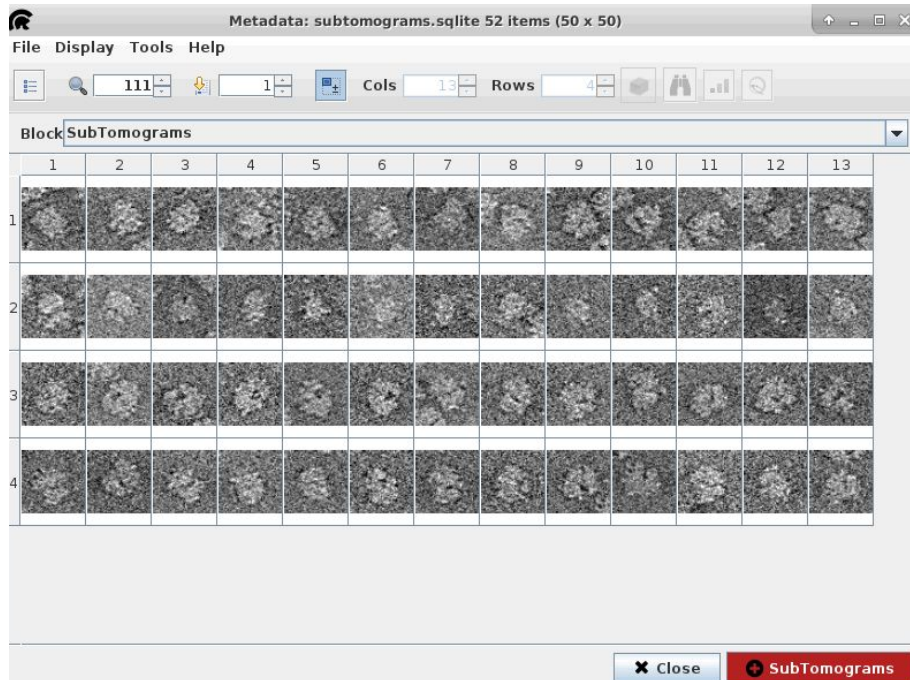 Metadata: subtomograms.sqlite 52 items (50 x 50)
File Display Tools Help
111 1 Cols 13 Rows 4
Block SubTomograms
1 2 3 4 5 6 7 8 9 10 11 12 13
1
2
3
4
Close SubTomograms